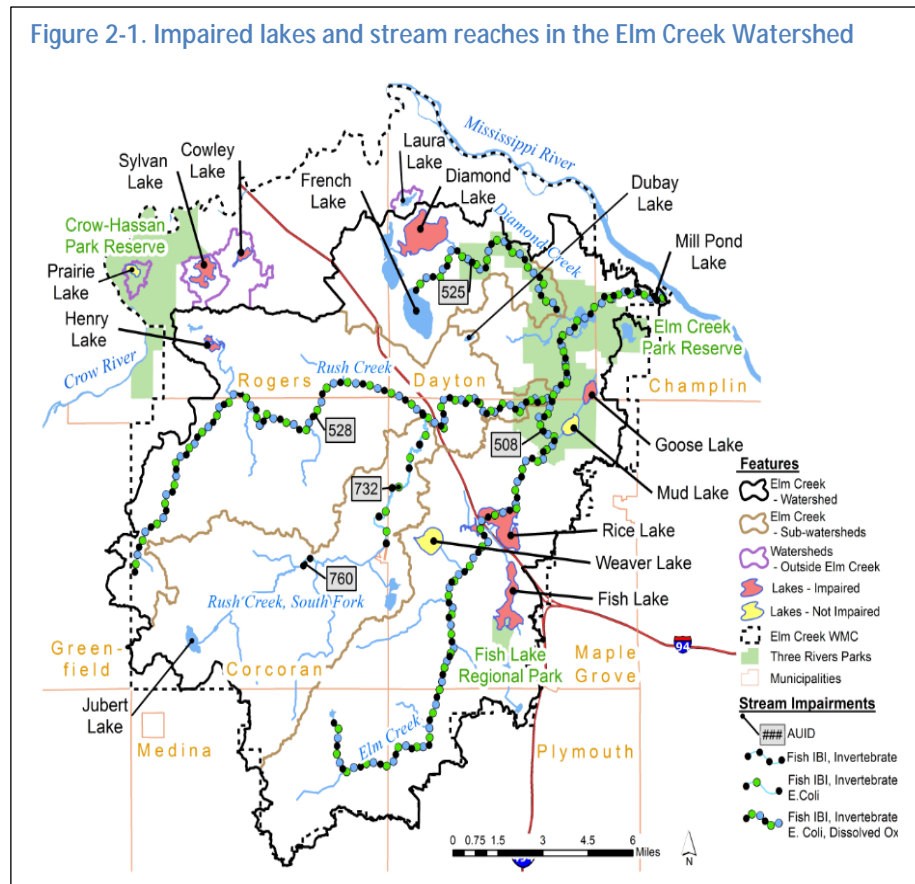 Figure 2-1. Impaired lakes and stream reaches in the Elm Creek Watershed
Mississippi River
Laura
Lake
Cowley
Lake
Sylvan
Lake
Diamond
Lake
French
Lake
Dubay
Lake
Diamond
Creek
Crow-Hassan
Park Reserve
Mill Pond
Lake
Prairie
Lake
525
Henry
Lake
Elm Creek
Park Reserve
Crow River
Rogers
Rush Creek
Dayton
Champlin
528
508
Goose Lake
732
Mud Lake
Rice Lake
760
Weaver Lake
Rush Creek, South Fork
Fish Lake
94
Green-
field
Corcoran
Fish Lake
Regional Park
Maple
Grove
Jubert
Lake
Medina
Elm Creek
Plymouth
Features
Elm Creek
- Watershed
Elm Creek
- Sub-watersheds
Watersheds
- Outside Elm Creek
Lakes - Impaired
Lakes - Not Impaired
Elm Creek WMC
Three Rivers Parks
Municipalities
Stream Impairments
### AUID
Fish IBI, Invertebrate
Fish IBI, Invertebrate
E.Coli
Fish IBI, Invertebrate
E. Coli, Dissolved Ox
0 0.75 1.5 3 4.5 6
Miles
N